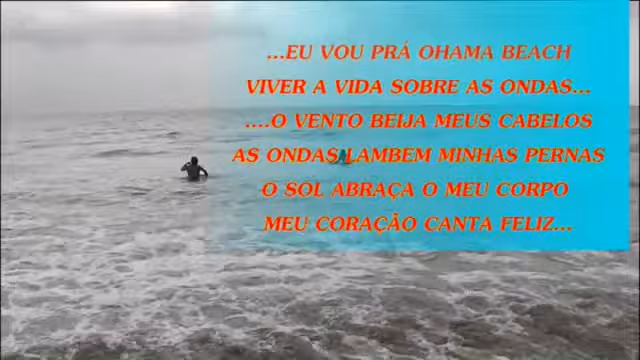 ...EU VOU PRÁ OHAMA BEACH
VIVER A VIDA SOBRE AS ONDAS...
....O VENTO BEIJA MEUS CABELOS
AS ONDAS LAMBEM MINHAS PERNAS
O SOL ABRAÇA O MEU CORPO
MEU CORAÇÃO CANTA FELIZ...